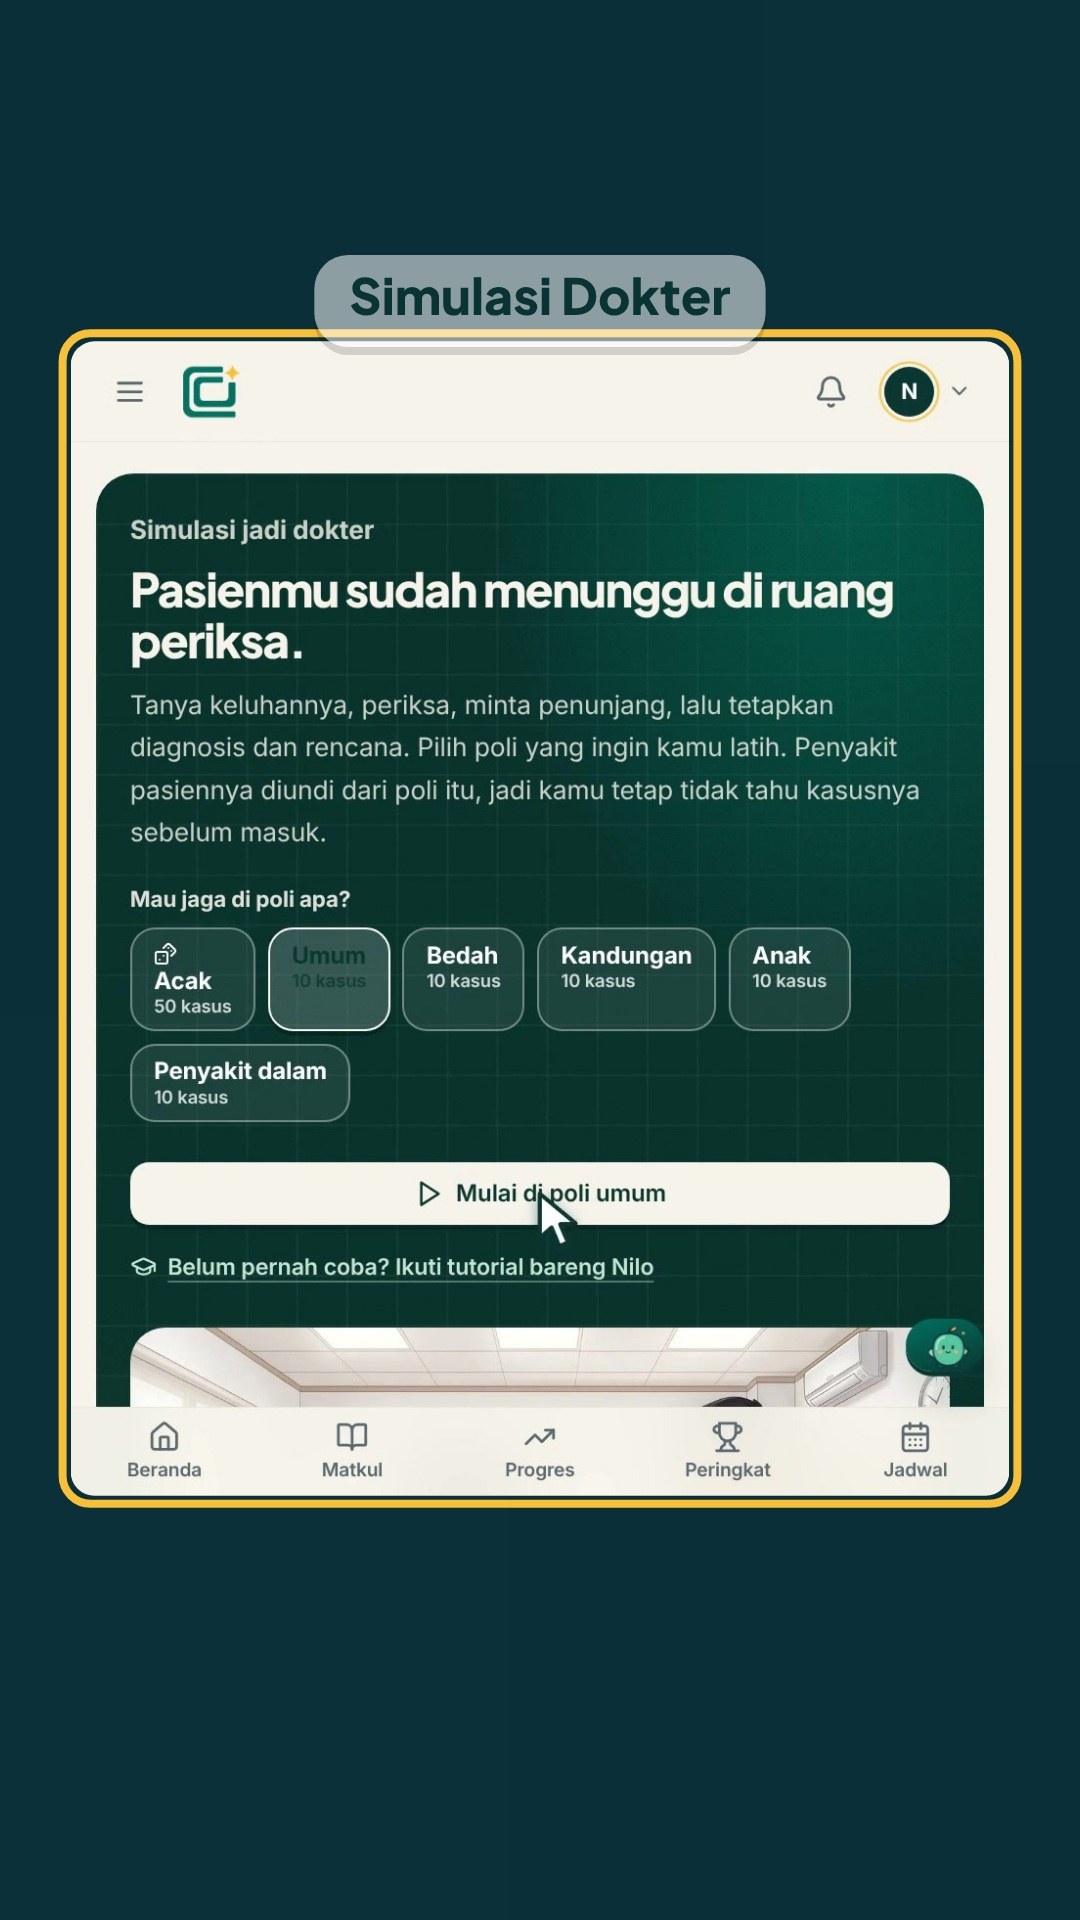 Simulasi Dokter
N
Simulasi jadi dokter
Pasienmu sudah menunggu di ruang
periksa.
Tanya keluhannya, periksa, minta penunjang, lalu tetapkan
diagnosis dan rencana. Pilih poli yang ingin kamu latih. Penyakit
pasiennya diundi dari poli itu, jadi kamu tetap tidak tahu kasusnya
sebelum masuk.
Mau jaga di poli apa?
Acak
50 kasus
Umum
10 kasus
Bedah
10 kasus
Kandungan
10 kasus
Anak
10 kasus
Penyakit dalam
10 kasus
Mulai di poli umum
Belum pernah coba? Ikuti tutorial bareng Nilo
Beranda
Matkul
Progres
Peringkat
Jadwal